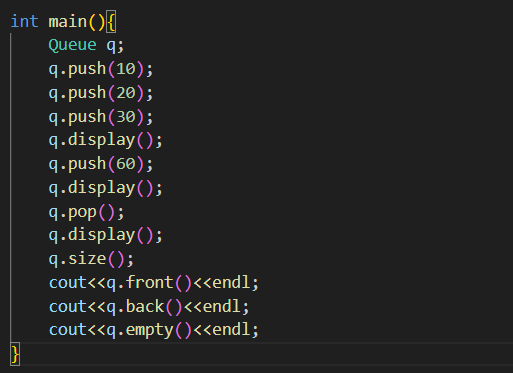 int main(){
    Queue q;
    q.push(10);
    q.push(20);
    q.push(30);
    q.display();
    q.push(60);
    q.display();
    q.pop();
    q.display();
    q.size();
    cout<<q.front()<<endl;
    cout<<q.back()<<endl;
    cout<<q.empty()<<endl;
}